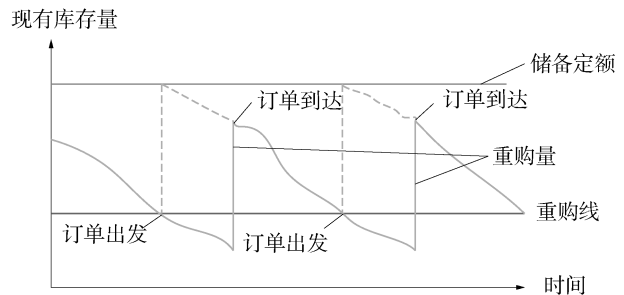 现有库存量
储备定额
订单到达
订单到达
重购量
重购线
订单出发
订单出发
时间